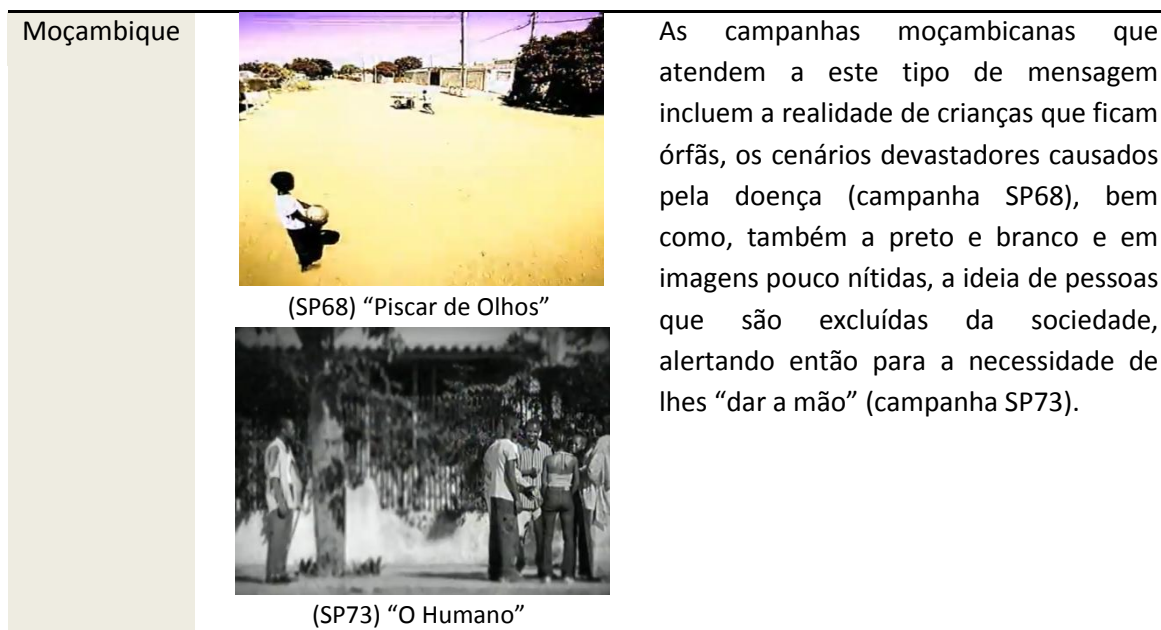 Moçambique
(SP68) “Piscar de Olhos”
(SP73) “O Humano”
As campanhas moçambicanas que
atendem a este tipo de mensagem
incluem a realidade de crianças que ficam
órfãs, os cenários devastadores causados
pela doença (campanha SP68), bem
como, também a preto e branco e em
imagens pouco nítidas, a ideia de pessoas
que são excluídas da sociedade,
alertando então para a necessidade de
lhes “dar a mão” (campanha SP73).